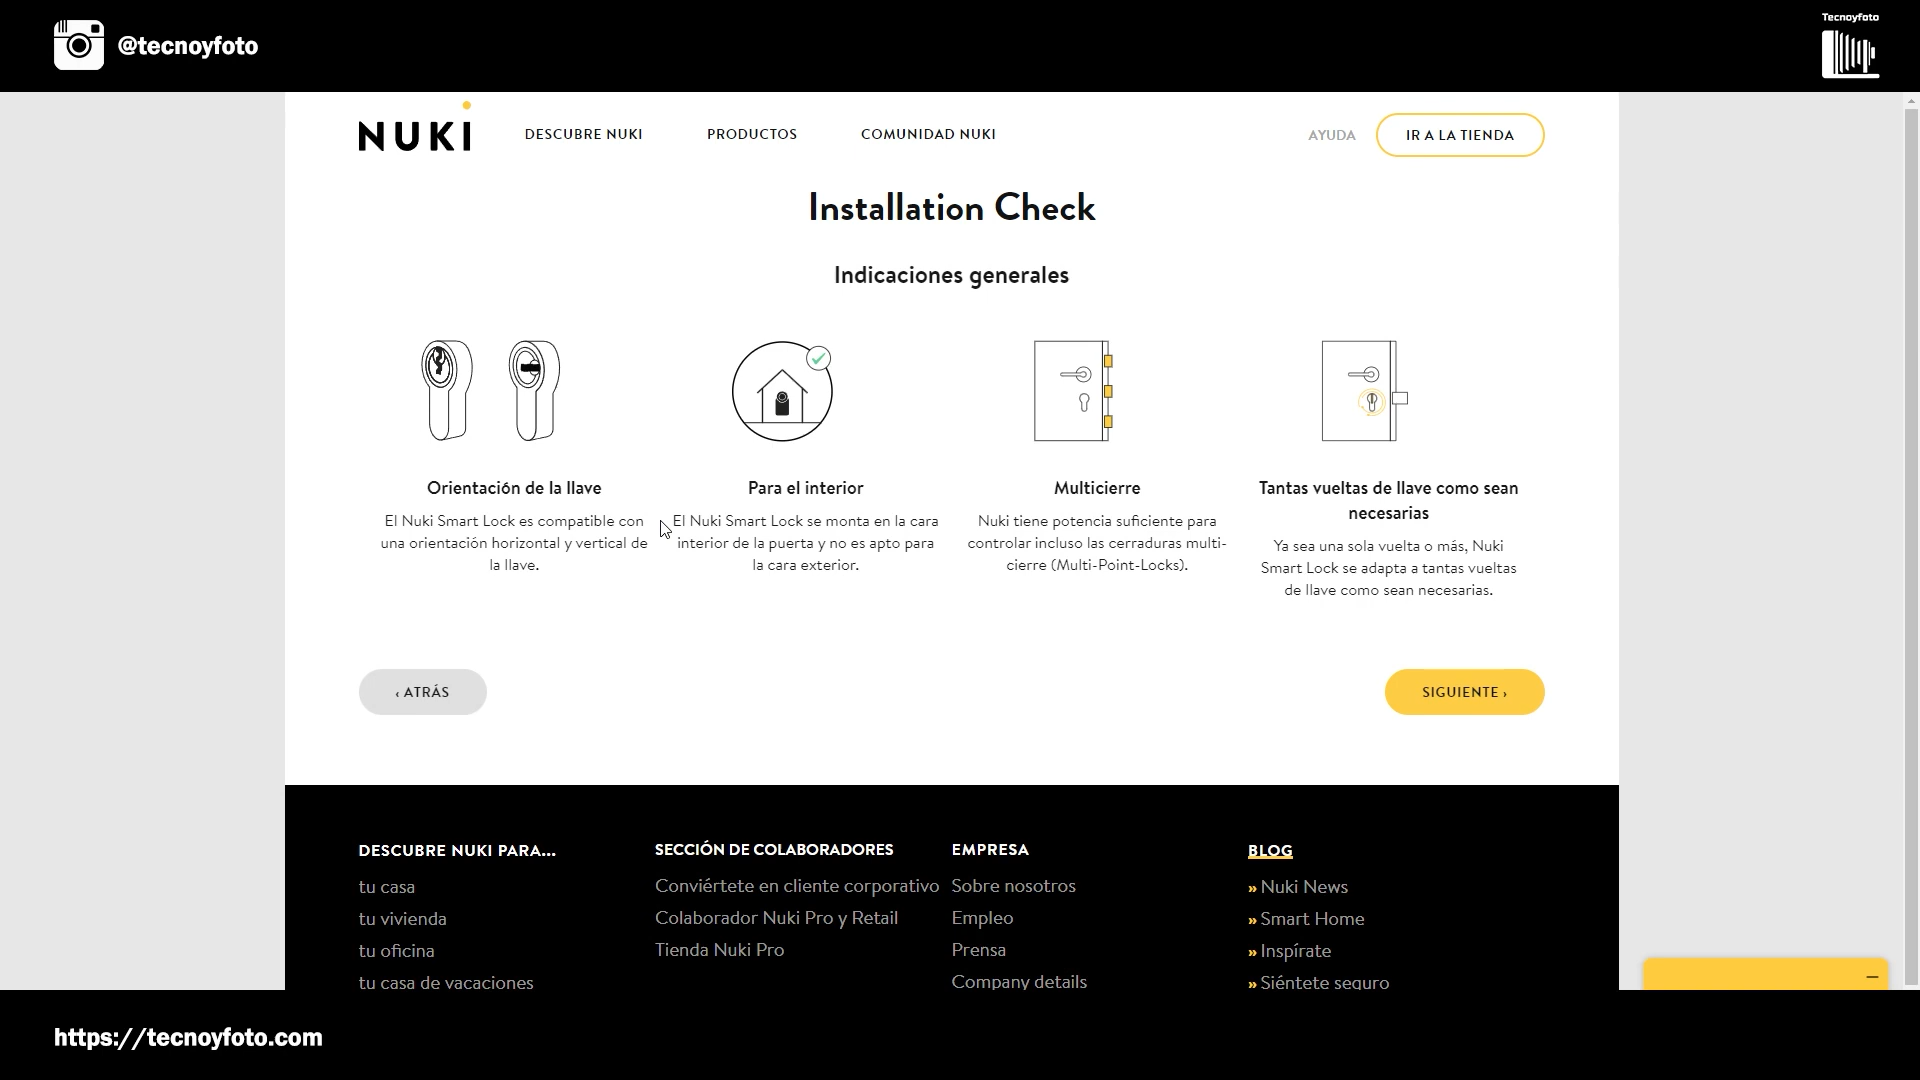 @tecnoyfoto
Tecnoyfoto
NUKI
DESCUBRE NUKI
PRODUCTOS
COMUNIDAD NUKI
AYUDA
IR A LA TIENDA
Installation Check
Indicaciones generales
Orientación de la llave
El Nuki Smart Lock es compatible con
una orientación horizontal y vertical de
la llave.
Para el interior
El Nuki Smart Lock se monta en la cara
interior de la puerta y no es apto para
la cara exterior.
Multicierre
Nuki tiene potencia suficiente para
controlar incluso las cerraduras multi-
cierre (Multi-Point-Locks).
Tantas vueltas de llave como sean
necesarias
Ya sea una sola vuelta o más, Nuki
Smart Lock se adapta a tantas vueltas
de llave como sean necesarias.
‹ ATRÁS
SIGUIENTE ›
DESCUBRE NUKI PARA...
tu casa
tu vivienda
tu oficina
tu casa de vacaciones
SECCIÓN DE COLABORADORES
Conviértete en cliente corporativo
Colaborador Nuki Pro y Retail
Tienda Nuki Pro
EMPRESA
Sobre nosotros
Empleo
Prensa
Company details
BLOG
» Nuki News
» Smart Home
» Inspírate
» Siéntete seguro
https://tecnoyfoto.com